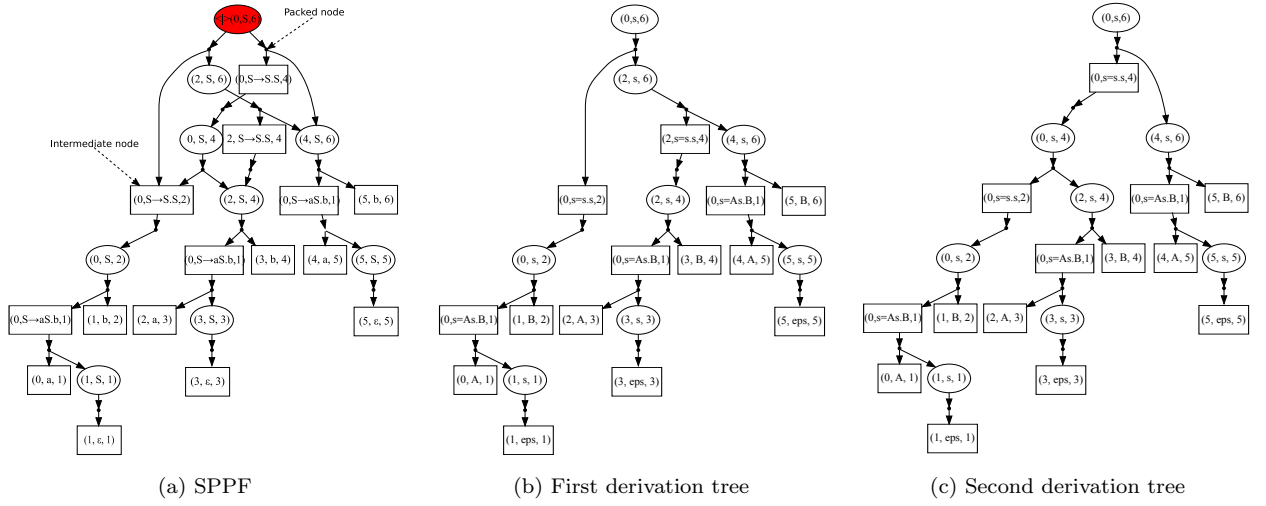 <|>(0,S,6)
Packed node
(2, S, 6)
(0,S→S.S,4)
0, S, 4
2, S→S.S, 4
(4, S, 6)
Intermediate node
(0,S→S.S,2)
(2, S, 4)
(0,S→aS.b,1)
(5, b, 6)
(0, S, 2)
(0,S→aS.b,1)
(3, b, 4)
(4, a, 5)
(5, S, 5)
(0,S→aS.b,1)
(1, b, 2)
(2, a, 3)
(3, S, 3)
(5, ε, 5)
(0, a, 1)
(1, S, 1)
(3, ε, 3)
(1, ε, 1)
(a) SPPF
(0,s,6)
(2, s, 6)
(2,s=s.s,4)
(4, s, 6)
(0,s=s.s,2)
(2, s, 4)
(0,s=As.B,1)
(5, B, 6)
(0, s, 2)
(0,s=As.B,1)
(3, B, 4)
(4, A, 5)
(5, s, 5)
(0,s=As.B,1)
(1, B, 2)
(2, A, 3)
(3, s, 3)
(5, eps, 5)
(0, A, 1)
(1, s, 1)
(3, eps, 3)
(1, eps, 1)
(b) First derivation tree
(0,s,6)
(0,s=s.s,4)
(0, s, 4)
(4, s, 6)
(0,s=s.s,2)
(2, s, 4)
(0,s=As.B,1)
(5, B, 6)
(0, s, 2)
(0,s=As.B,1)
(3, B, 4)
(4, A, 5)
(5, s, 5)
(0,s=As.B,1)
(1, B, 2)
(2, A, 3)
(3, s, 3)
(5, eps, 5)
(0, A, 1)
(1, s, 1)
(3, eps, 3)
(1, eps, 1)
(c) Second derivation tree